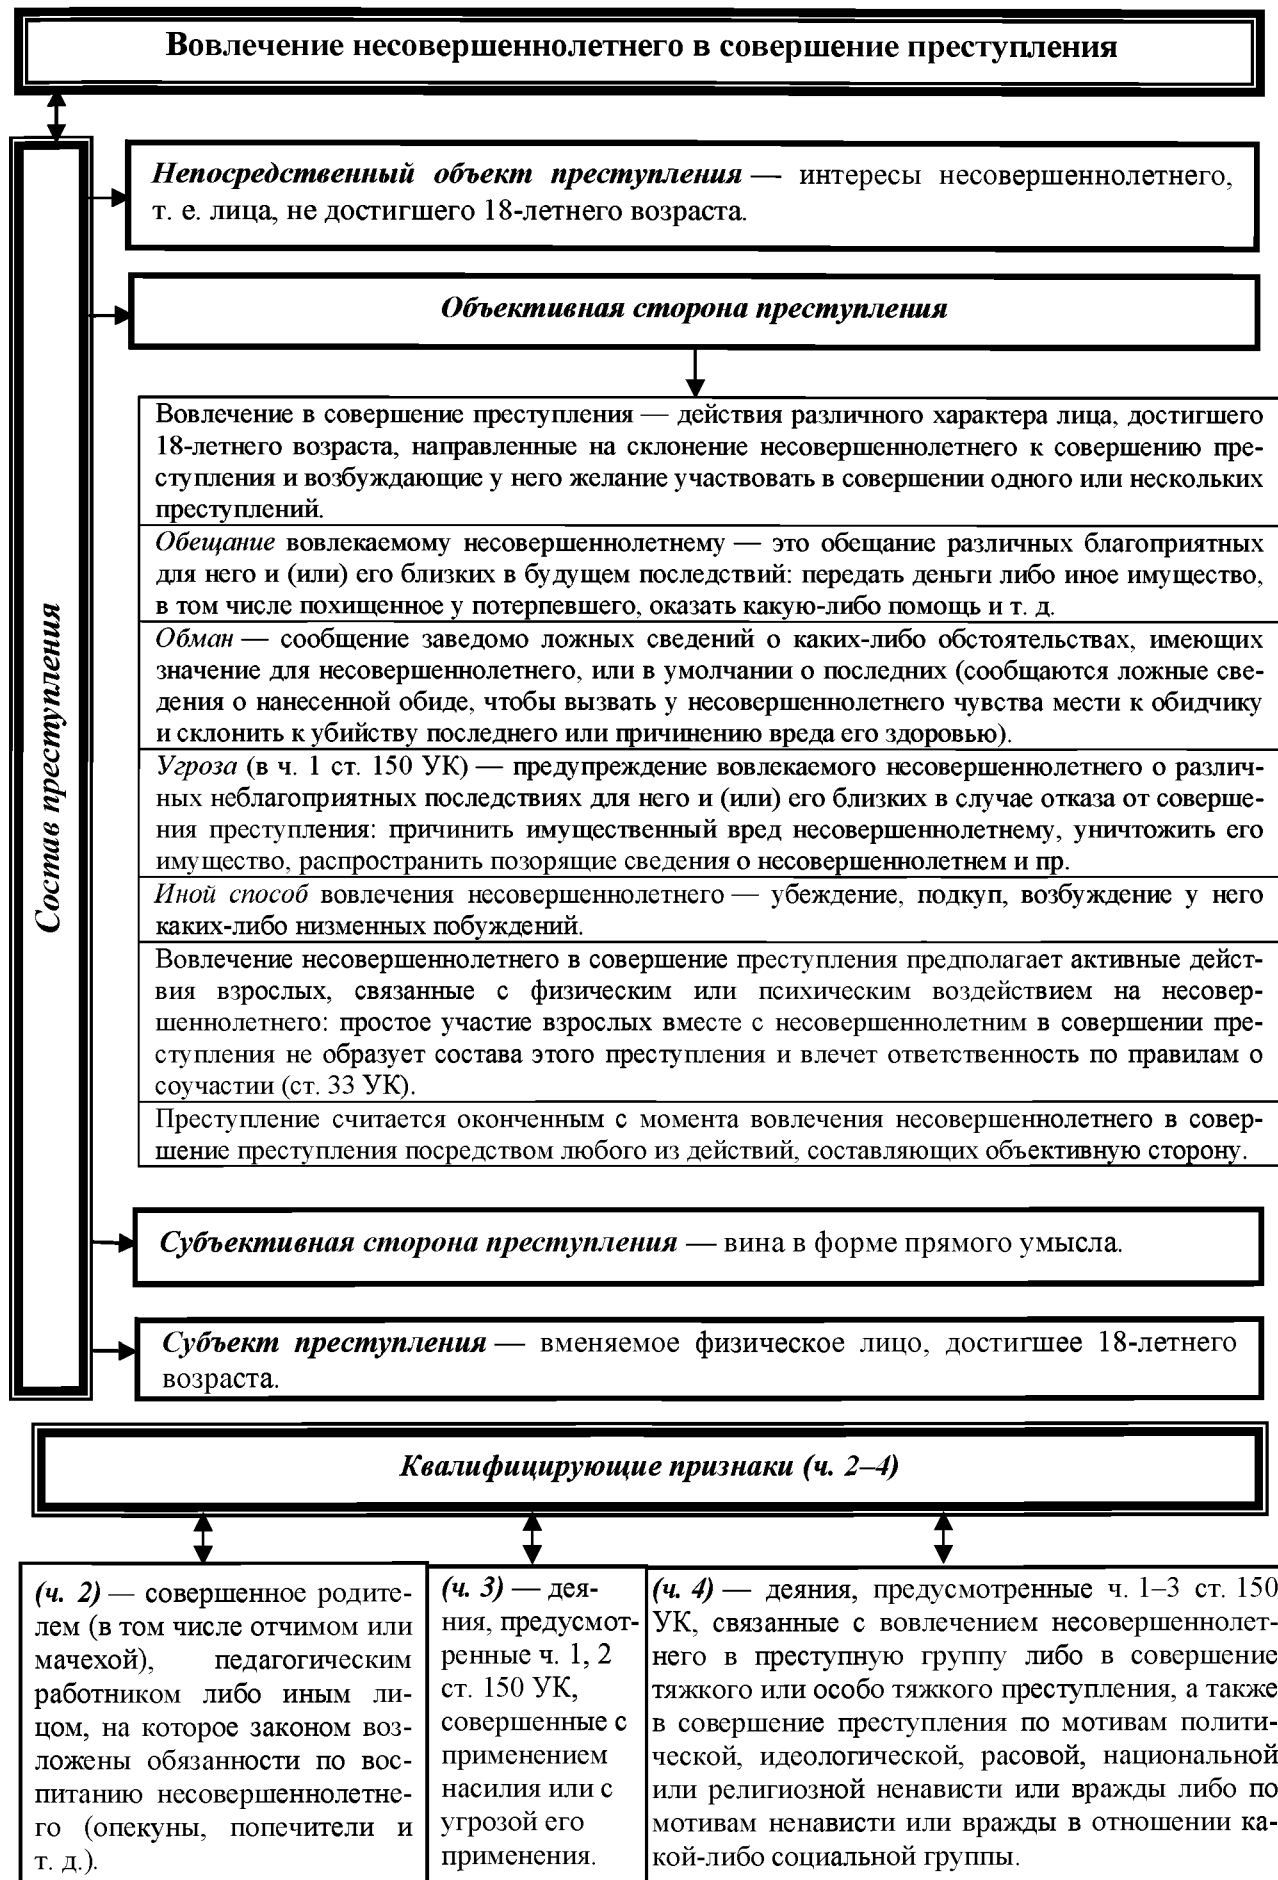 Вовлечение несовершеннолетнего в совершение преступления
Состав преступления
Непосредственный объект преступления — интересы несовершеннолетнего,
т. е. лица, не достигшего 18-летнего возраста.
Объективная сторона преступления
Вовлечение в совершение преступления — действия различного характера лица, достигшего
18-летнего возраста, направленные на склонение несовершеннолетнего к совершению пре-
ступления и возбуждающие у него желание участвовать в совершении одного или нескольких
преступлений.
Обещание вовлекаемому несовершеннолетнему — это обещание различных благоприятных
для него и (или) его близких в будущем последствий: передать деньги либо иное имущество,
в том числе похищенное у потерпевшего, оказать какую-либо помощь и т. д.
Обман — сообщение заведомо ложных сведений о каких-либо обстоятельствах, имеющих
значение для несовершеннолетнего, или в умолчании о последних (сообщаются ложные све-
дения о нанесенной обиде, чтобы вызвать у несовершеннолетнего чувства мести к обидчику
и склонить к убийству последнего или причинению вреда его здоровью).
Угроза (в ч. 1 ст. 150 УК) — предупреждение вовлекаемого несовершеннолетнего о различ-
ных неблагоприятных последствиях для него и (или) его близких в случае отказа от соверше-
ния преступления: причинить имущественный вред несовершеннолетнему, уничтожить его
имущество, распространить позорящие сведения о несовершеннолетнем и пр.
Иной способ вовлечения несовершеннолетнего — убеждение, подкуп, возбуждение у него
каких-либо низменных побуждений.
Вовлечение несовершеннолетнего в совершение преступления предполагает активные дейст-
вия взрослых, связанные с физическим или психическим воздействием на несовер-
шеннолетнего: простое участие взрослых вместе с несовершеннолетним в совершении пре-
ступления не образует состава этого преступления и влечет ответственность по правилам о
соучастии (ст. 33 УК).
Преступление считается оконченным с момента вовлечения несовершеннолетнего в совер-
шение преступления посредством любого из действий, составляющих объективную сторону.
Субъективная сторона преступления — вина в форме прямого умысла.
Субъект преступления — вменяемое физическое лицо, достигшее 18-летнего
возраста.
Квалифицирующие признаки (ч. 2–4)
(ч. 2) — совершенное родите-
лем (в том числе отчимом или
мачехой), педагогическим
работником либо иным ли-
цом, на которое законом воз-
ложены обязанности по вос-
питанию несовершеннолетне-
го (опекуны, попечители и
т. д.).
(ч. 3) — дея-
ния, предусмот-
ренные ч. 1, 2
ст. 150 УК,
совершенные с
применением
насилия или с
угрозой его
применения.
(ч. 4) — деяния, предусмотренные ч. 1–3 ст. 150
УК, связанные с вовлечением несовершеннолет-
него в преступную группу либо в совершение
тяжкого или особо тяжкого преступления, а также
в совершение преступления по мотивам полити-
ческой, идеологической, расовой, национальной
или религиозной ненависти или вражды либо по
мотивам ненависти или вражды в отношении ка-
кой-либо социальной группы.